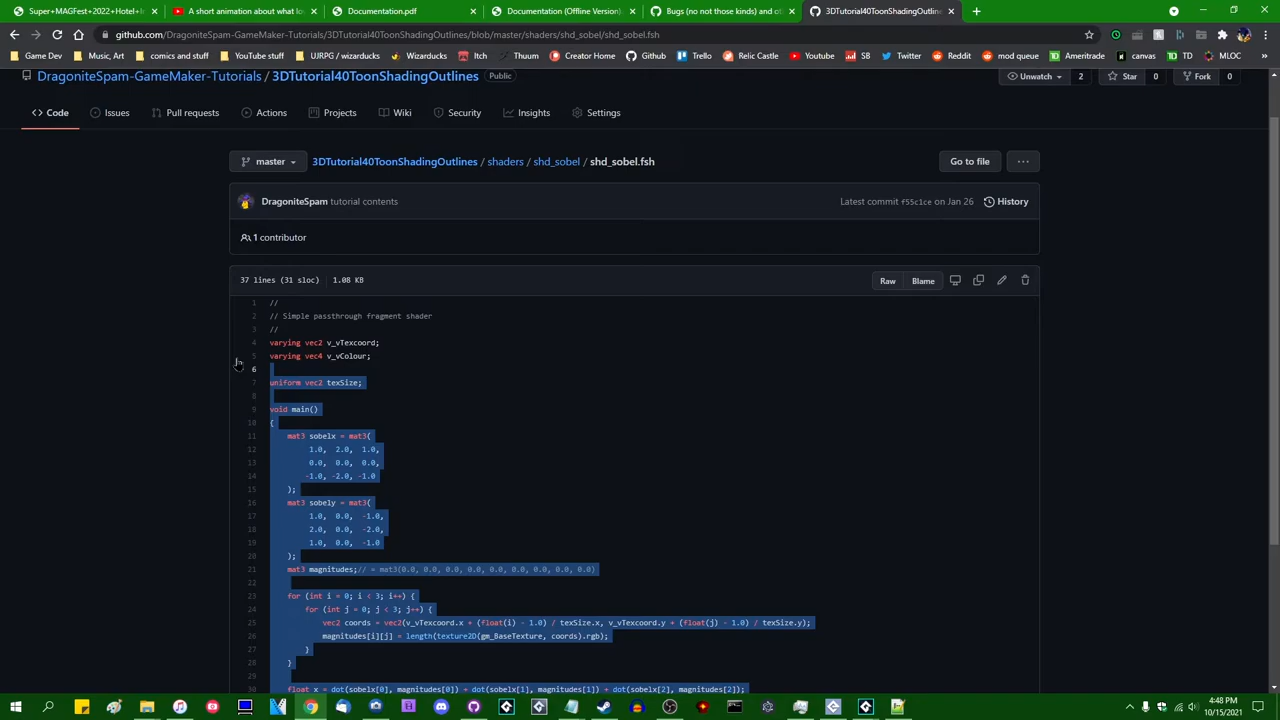 Super+MAGFest+2022+Hotel+I
A short animation about what lo
Documentation.pdf
Documentation (Offline Version)
Bugs (no not those kinds) and ot
3DTutorial40ToonShadingOutline
github.com/DragoniteSpam-GameMaker-Tutorials/3DTutorial40ToonShadingOutlines/blob/master/shaders/shd_sobel/shd_sobel.fsh
Game Dev Music, Art comics and stuff YouTube stuff UJRPG / wizarducks Wizarducks Itch Thuum Creator Home Github Trello Relic Castle Youtube SB Twitter Reddit mod queue Ameritrade canvas TD MLOC
DragoniteSpam-GameMaker-Tutorials / 3DTutorial40ToonShadingOutlines Public
Unwatch 2 Star 0 Fork 0
Code Issues Pull requests Actions Projects Wiki Security Insights Settings
master 3DTutorial40ToonShadingOutlines / shaders / shd_sobel / shd_sobel.fsh Go to file ...
DragoniteSpam tutorial contents Latest commit f55c1ce on Jan 26 History
1 contributor
37 lines (31 sloc) 1.08 KB Raw Blame
1 //
2 // Simple passthrough fragment shader
3 //
4 varying vec2 v_vTexcoord;
5 varying vec4 v_vColour;
6
7 uniform vec2 texSize;
8
9 void main()
10 {
11 mat3 sobelx = mat3(
12 1.0, 2.0, 1.0,
13 0.0, 0.0, 0.0,
14 -1.0, -2.0, -1.0
15 );
16 mat3 sobely = mat3(
17 1.0, 0.0, -1.0,
18 2.0, 0.0, -2.0,
19 1.0, 0.0, -1.0
20 );
21 mat3 magnitudes;// = mat3(0.0, 0.0, 0.0, 0.0, 0.0, 0.0, 0.0, 0.0, 0.0)
22
23 for (int i = 0; i < 3; i++) {
24 for (int j = 0; j < 3; j++) {
25 vec2 coords = vec2(v_vTexcoord.x + (float(i) - 1.0) / texSize.x, v_vTexcoord.y + (float(j) - 1.0) / texSize.y);
26 magnitudes[i][j] = length(texture2D(gm_BaseTexture, coords).rgb);
27 }
28 }
29
30 float x = dot(sobelx[0], magnitudes[0]) + dot(sobelx[1], magnitudes[1]) + dot(sobelx[2], magnitudes[2]);
4:48 PM
10/15/2021